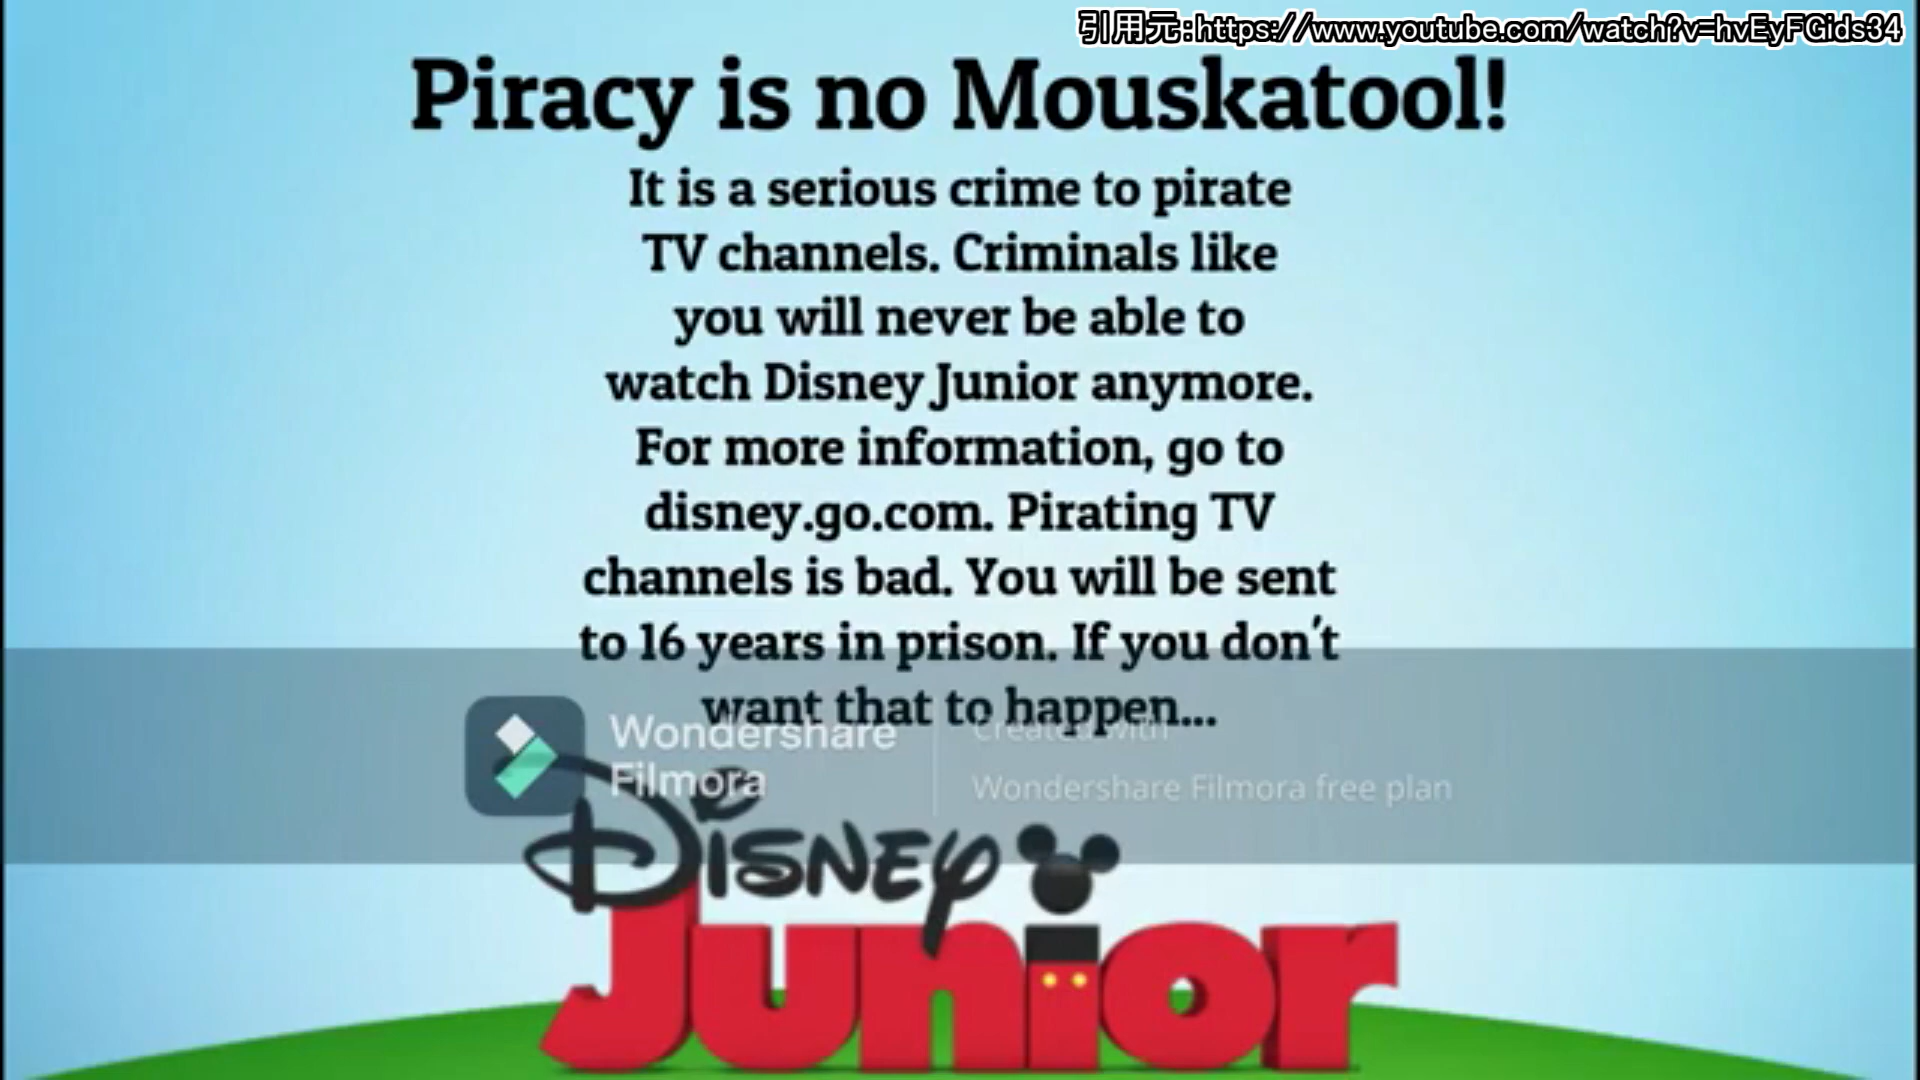 引用元:https://www.youtube.com/watch?v=hvEyFGids34
Piracy is no Mouskatool!
It is a serious crime to pirate
TV channels. Criminals like
you will never be able to
watch Disney Junior anymore.
For more information, go to
disney.go.com. Pirating TV
channels is bad. You will be sent
to 16 years in prison. If you don't
want that to happen...
Wondershare
Filmora
Created with
Wondershare Filmora free plan
Disney
Junior